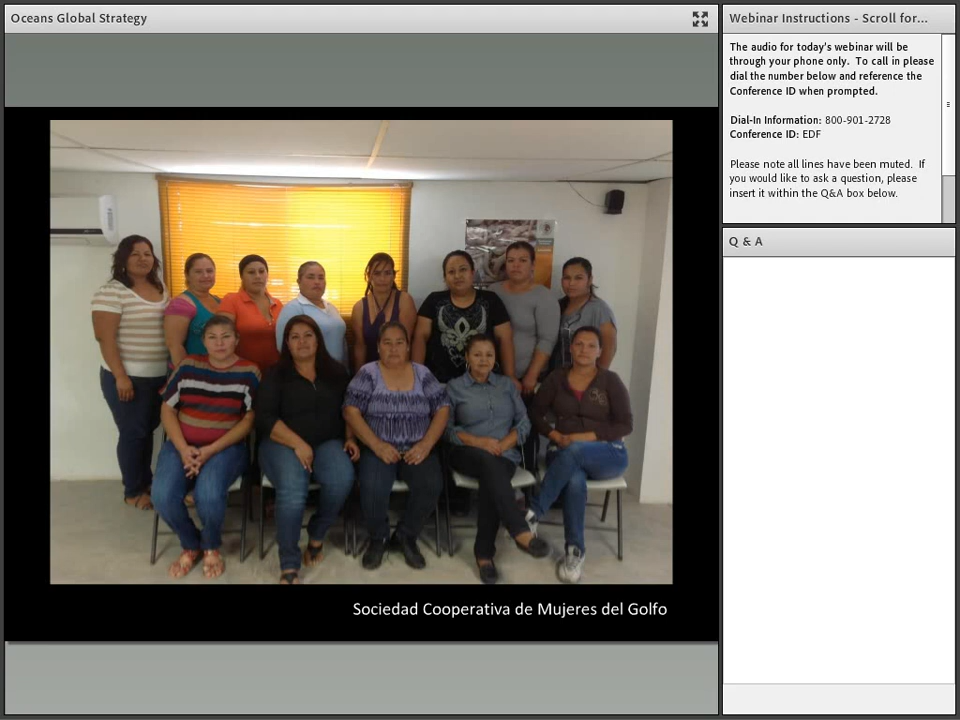 Oceans Global Strategy
Sociedad Cooperativa de Mujeres del Golfo
Webinar Instructions - Scroll for...
The audio for today's webinar will be
through your phone only. To call in please
dial the number below and reference the
Conference ID when prompted.
Dial-In Information: 800-901-2728
Conference ID: EDF
Please note all lines have been muted. If
you would like to ask a question, please
insert it within the Q&A box below.
Q & A